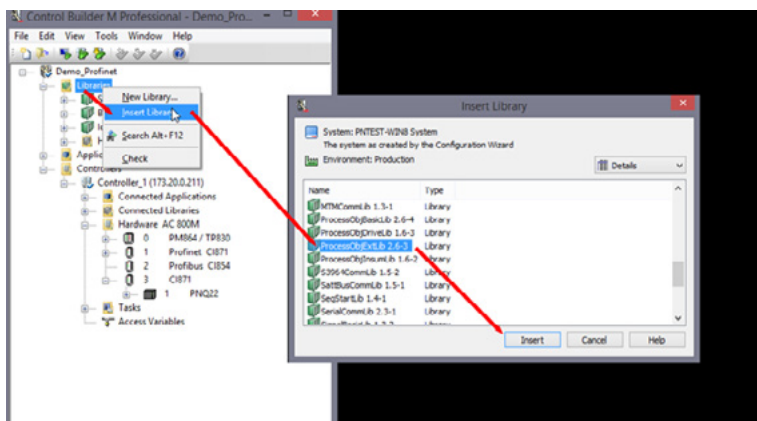 Control Builder M Professional - Demo_Pro...
File Edit View Tools Window Help
Demo_Profinet
Libraries
New Library...
Insert Library
Search Alt+F12
Check
Controllers
Controller_1 (173.20.0.211)
Connected Applications
Connected Libraries
Hardware AC 800M
0 PM864 / TP830
1 Profinet CI871
2 Profibus CI854
3 CI871
1 PNQ22
Tasks
Access Variables
Insert Library
System: PNTEST-WIN8 System
The system as created by the Configuration Wizard
Environment: Production
Details
Name Type
MTMCommLib 1.3-1 Library
ProcessObjBasicLib 2.6-4 Library
ProcessObjDriveLib 1.6-3 Library
ProcessObjExtLib 2.6-3 Library
ProcessObjInsumLib 1.6-2 Library
S3964CommLib 1.5-2 Library
SattBusCommLib 1.5-1 Library
SeqStartLib 1.4-1 Library
SerialCommLib 2.3-1 Library
Library
Insert Cancel Help